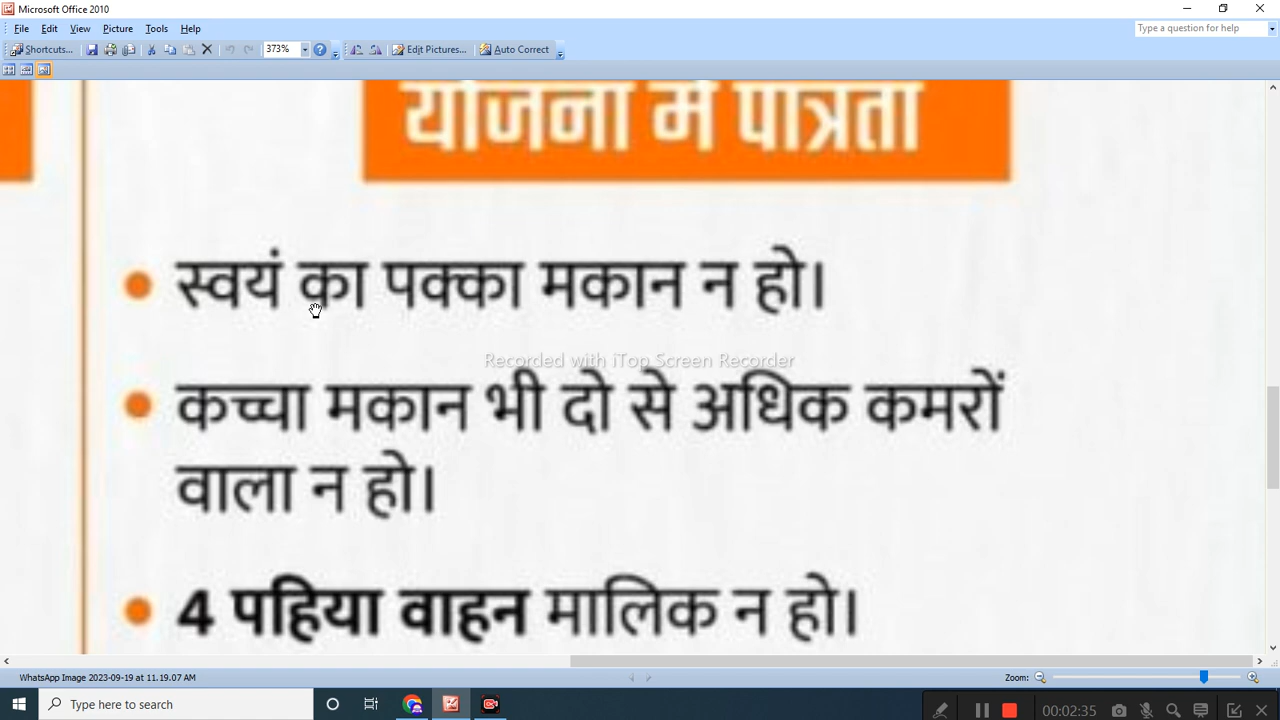 Microsoft Office 2010
File Edit View Picture Tools Help
Type a question for help
Shortcuts... 373% Edit Pictures... Auto Correct
योजना में पात्रता
स्वयं का पक्का मकान न हो।
Recorded with iTop Screen Recorder
कच्चा मकान भी दो से अधिक कमरों
वाला न हो।
4 पहिया वाहन मालिक न हो।
WhatsApp Image 2023-09-19 at 11.19.07 AM Zoom:
Type here to search 00:02:35